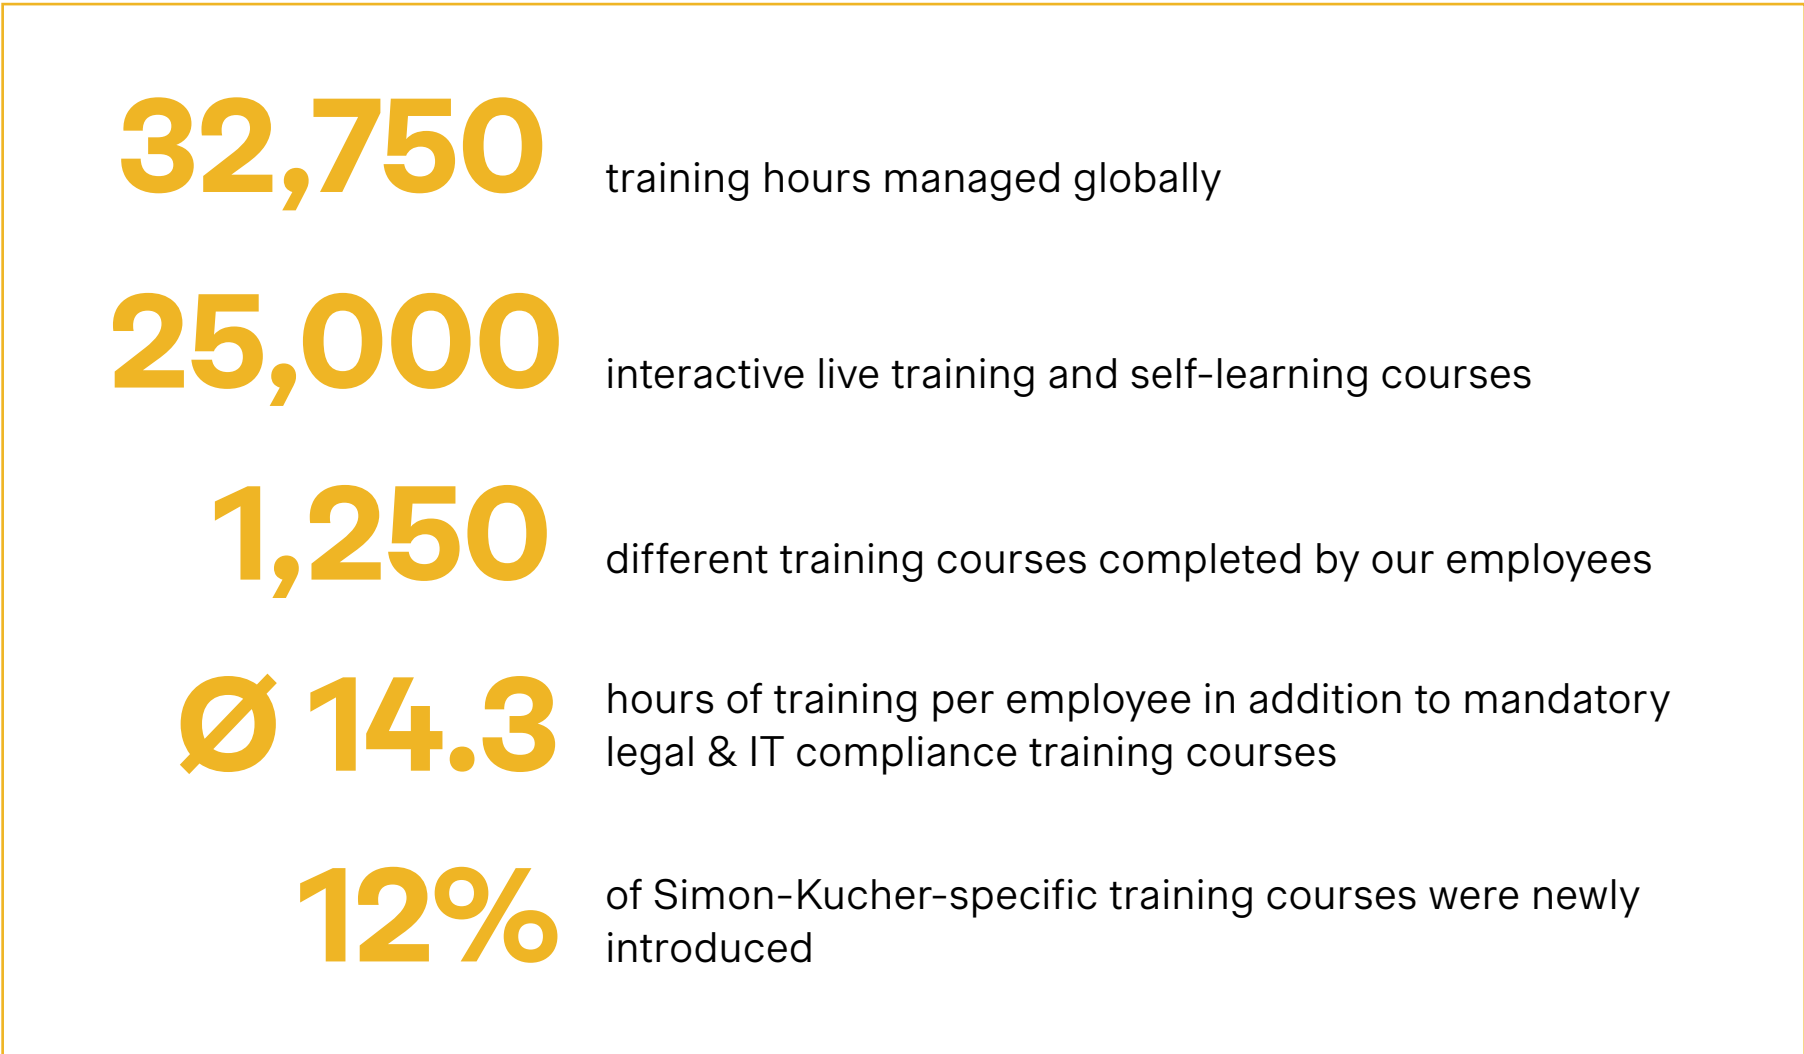 32,750 training hours managed globally
25,000 interactive live training and self-learning courses
1,250 different training courses completed by our employees
Ø 14.3 hours of training per employee in addition to mandatory
legal & IT compliance training courses
12% of Simon-Kucher-specific training courses were newly
introduced